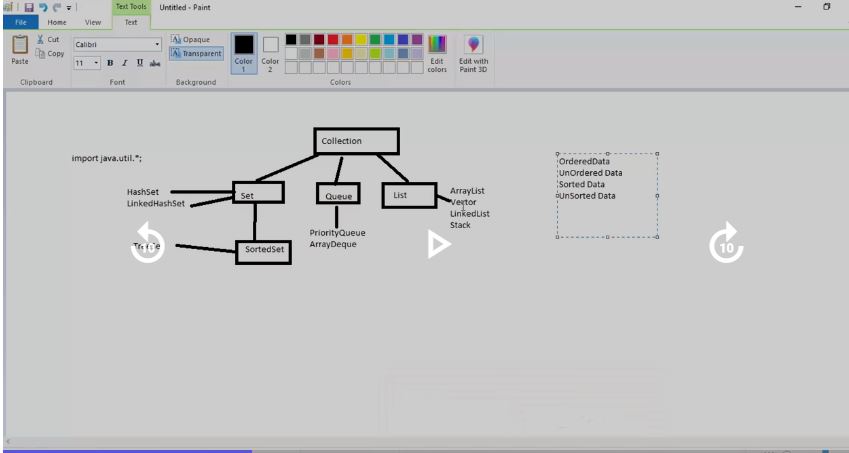 Text Tools
Untitled - Paint
File
Home
View
Text
Paste
Cut
Copy
Clipboard
Calibri
11
B I U abc
Font
Opaque
Transparent
Background
Color 1
Color 2
Colors
Edit colors
Edit with Paint 3D
Collection
import java.util.*;
HashSet
LinkedHashSet
Set
Queue
List
ArrayList
Vector
LinkedList
Stack
PriorityQueue
ArrayDeque
SortedSet
10
10
OrderedData
UnOrdered Data
Sorted Data
UnSorted Data